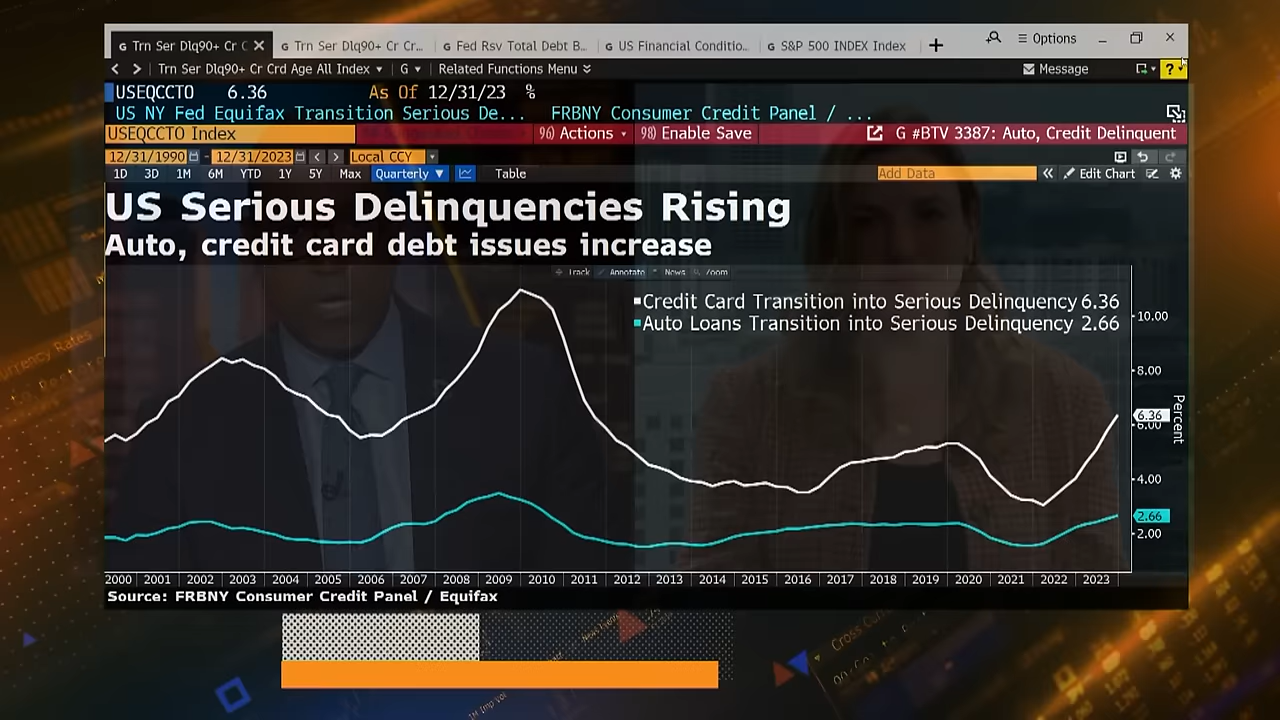 G Trn Ser Dlq90+ Cr C
G Trn Ser Dlq90+ Cr Cr...
G Fed Rsv Total Debt B...
G US Financial Conditio...
G S&P 500 INDEX Index
Options
Trn Ser Dlq90+ Cr Crd Age All Index
G
Related Functions Menu
Message
?
USEQCCTO 6.36 As Of 12/31/23 %
US NY Fed Equifax Transition Serious De... FRBNY Consumer Credit Panel / ...
USEQCCTO Index
96) Actions
98) Enable Save
G #BTV 3387: Auto, Credit Delinquent
12/31/1990 - 12/31/2023
Local CCY
1D 3D 1M 6M YTD 1Y 5Y Max Quarterly Table
Add Data
Edit Chart
US Serious Delinquencies Rising
Auto, credit card debt issues increase
Track Annotate News Zoom
Credit Card Transition into Serious Delinquency 6.36
Auto Loans Transition into Serious Delinquency 2.66
10.00
8.00
6.36
6.00
4.00
2.66
2.00
Percent
2000 2001 2002 2003 2004 2005 2006 2007 2008 2009 2010 2011 2012 2013 2014 2015 2016 2017 2018 2019 2020 2021 2022 2023
Source: FRBNY Consumer Credit Panel / Equifax